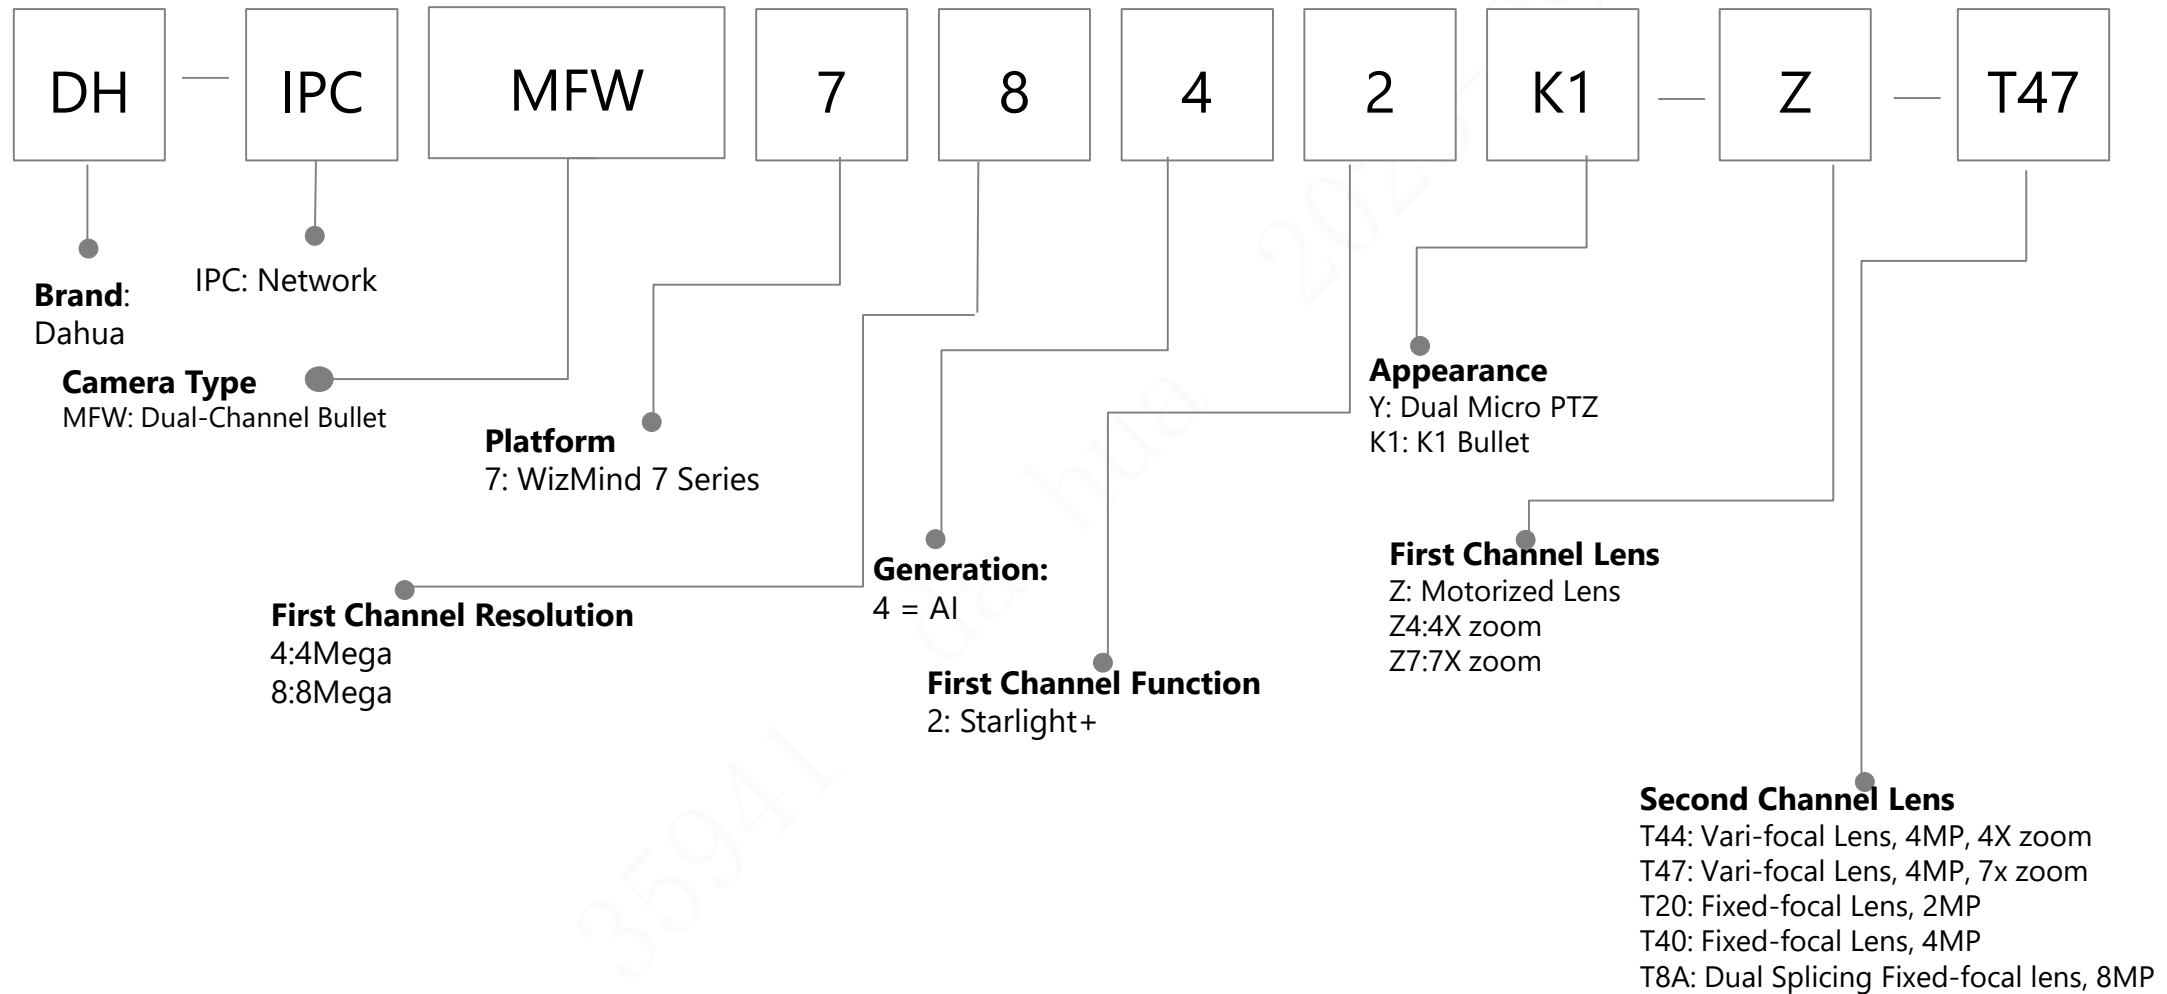 DH — IPC MFW 7 8 4 2 K1 — Z — T47
Brand:
Dahua
IPC: Network
Camera Type
MFW: Dual-Channel Bullet
Platform
7: WizMind 7 Series
First Channel Resolution
4:4Mega
8:8Mega
Generation:
4 = AI
First Channel Function
2: Starlight+
Appearance
Y: Dual Micro PTZ
K1: K1 Bullet
First Channel Lens
Z: Motorized Lens
Z4:4X zoom
Z7:7X zoom
Second Channel Lens
T44: Vari-focal Lens, 4MP, 4X zoom
T47: Vari-focal Lens, 4MP, 7x zoom
T20: Fixed-focal Lens, 2MP
T40: Fixed-focal Lens, 4MP
T8A: Dual Splicing Fixed-focal lens, 8MP
35941 da hua